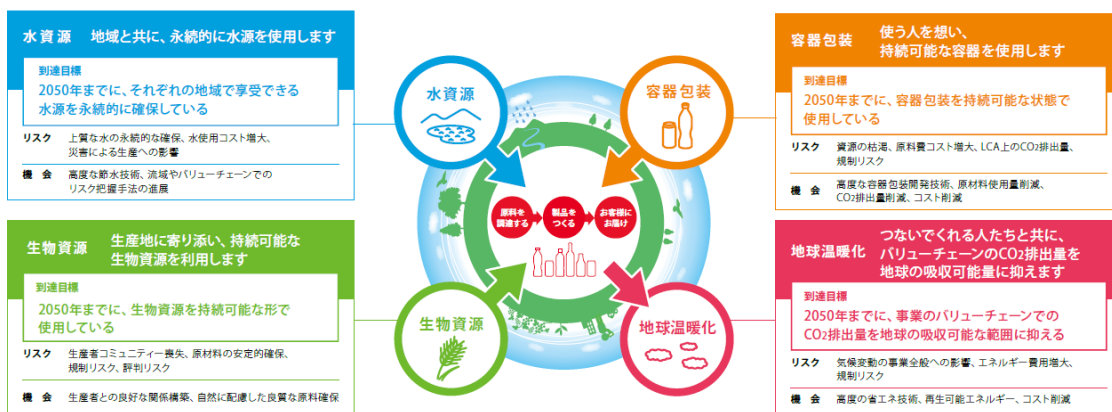 水資源 地域と共に、永続的に水源を使用します
到達目標
2050年までに、それぞれの地域で享受できる
水源を永続的に確保している
リスク 上質な水の永続的な確保、水使用コスト増大、
災害による生産への影響
機 会 高度な節水技術、流域やバリューチェーンでの
リスク把握手法の進展
生物資源 生産地に寄り添い、持続可能な
生物資源を利用します
到達目標
2050年までに、生物資源を持続可能な形で
使用している
リスク 生産者コミュニティー喪失、原材料の安定的確保、
規制リスク、評判リスク
機 会 生産者との良好な関係構築、自然に配慮した良質な原料確保
水資源
容器包装
原料を
調達する
製品を
つくる
お客様に
お届け
生物資源
地球温暖化
容器包装 使う人を想い、
持続可能な容器を使用します
到達目標
2050年までに、容器包装を持続可能な状態で
使用している
リスク 資源の枯渇、原料費コスト増大、LCA上のCO2排出量、
規制リスク
機 会 高度な容器包装開発技術、原材料使用量削減、
CO2排出量削減、コスト削減
地球温暖化 つないでくれる人たちと共に、
バリューチェーンのCO2排出量を
地球の吸収可能量に抑えます
到達目標
2050年までに、事業のバリューチェーンでの
CO2排出量を地球の吸収可能な範囲に抑える
リスク 気候変動の事業全般への影響、エネルギー費用増大、
規制リスク
機 会 高度の省エネ技術、再生可能エネルギー、コスト削減